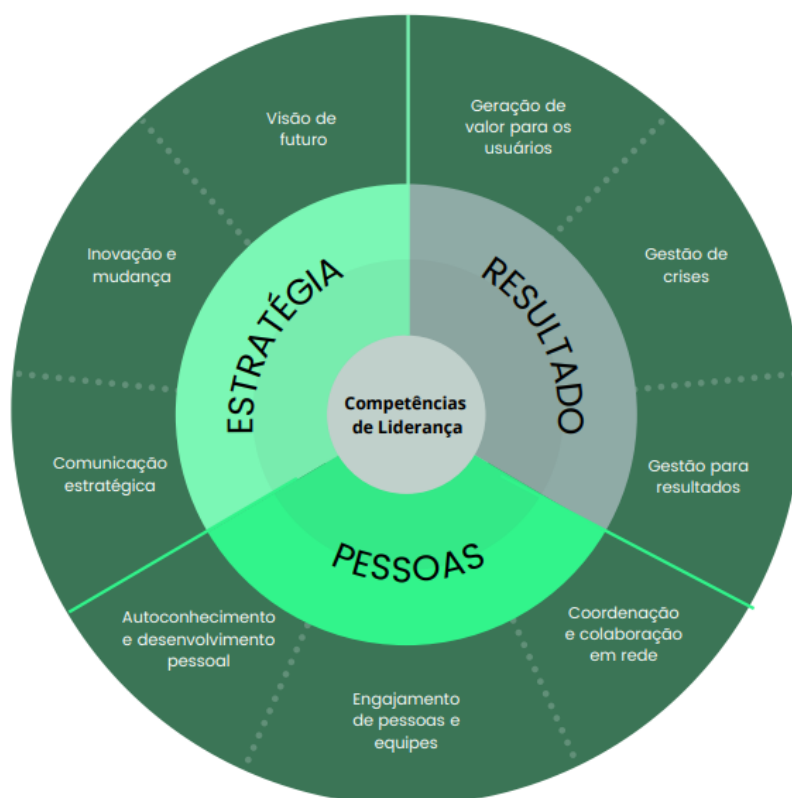 Visão de
futuro
Geração de
valor para os
usuários
Inovação e
mudança
Gestão de
crises
ESTRATÉGIA
RESULTADO
Competências
de Liderança
Comunicação
estratégica
Gestão para
resultados
PESSOAS
Autoconhecimento
e desenvolvimento
pessoal
Coordenação
e colaboração
em rede
Engajamento
de pessoas e
equipes